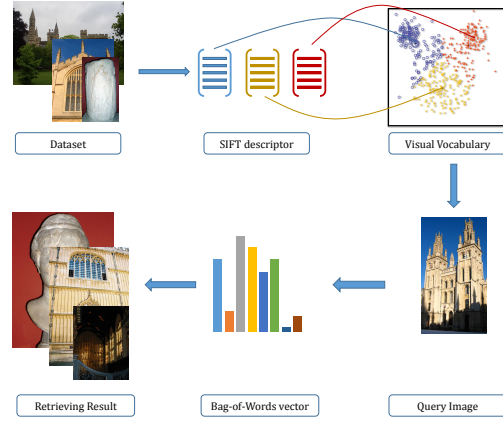 Dataset
SIFT descriptor
Visual Vocabulary
Retrieving Result
Bag-of-Words vector
Query Image